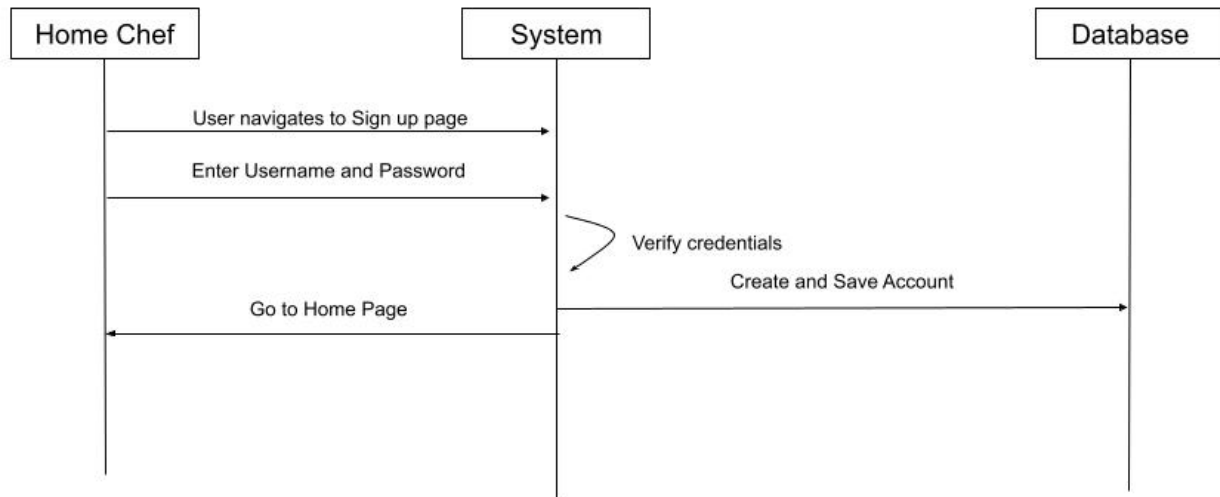 Home Chef
System
Database
User navigates to Sign up page
Enter Username and Password
Verify credentials
Create and Save Account
Go to Home Page